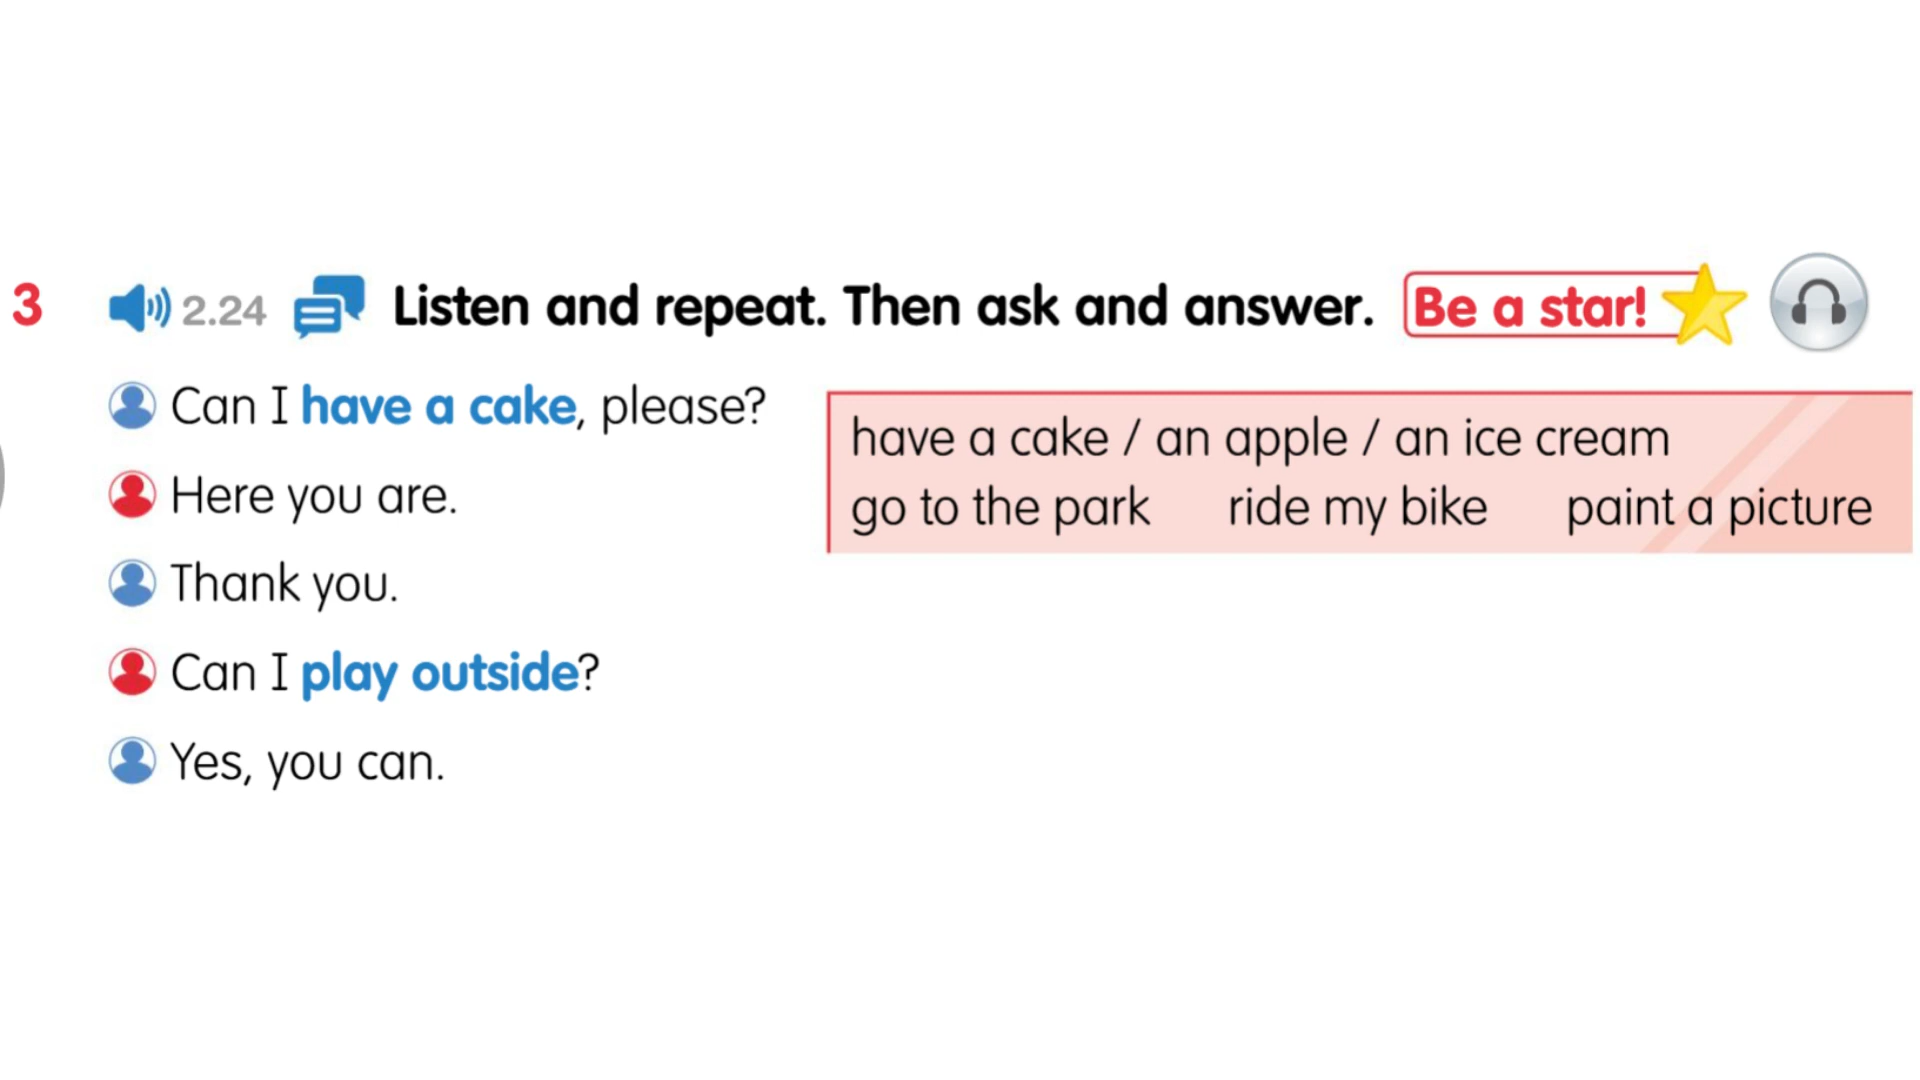 3 2.24 Listen and repeat. Then ask and answer. Be a star!
Can I have a cake, please?
Here you are.
Thank you.
Can I play outside?
Yes, you can.
have a cake / an apple / an ice cream
go to the park ride my bike paint a picture